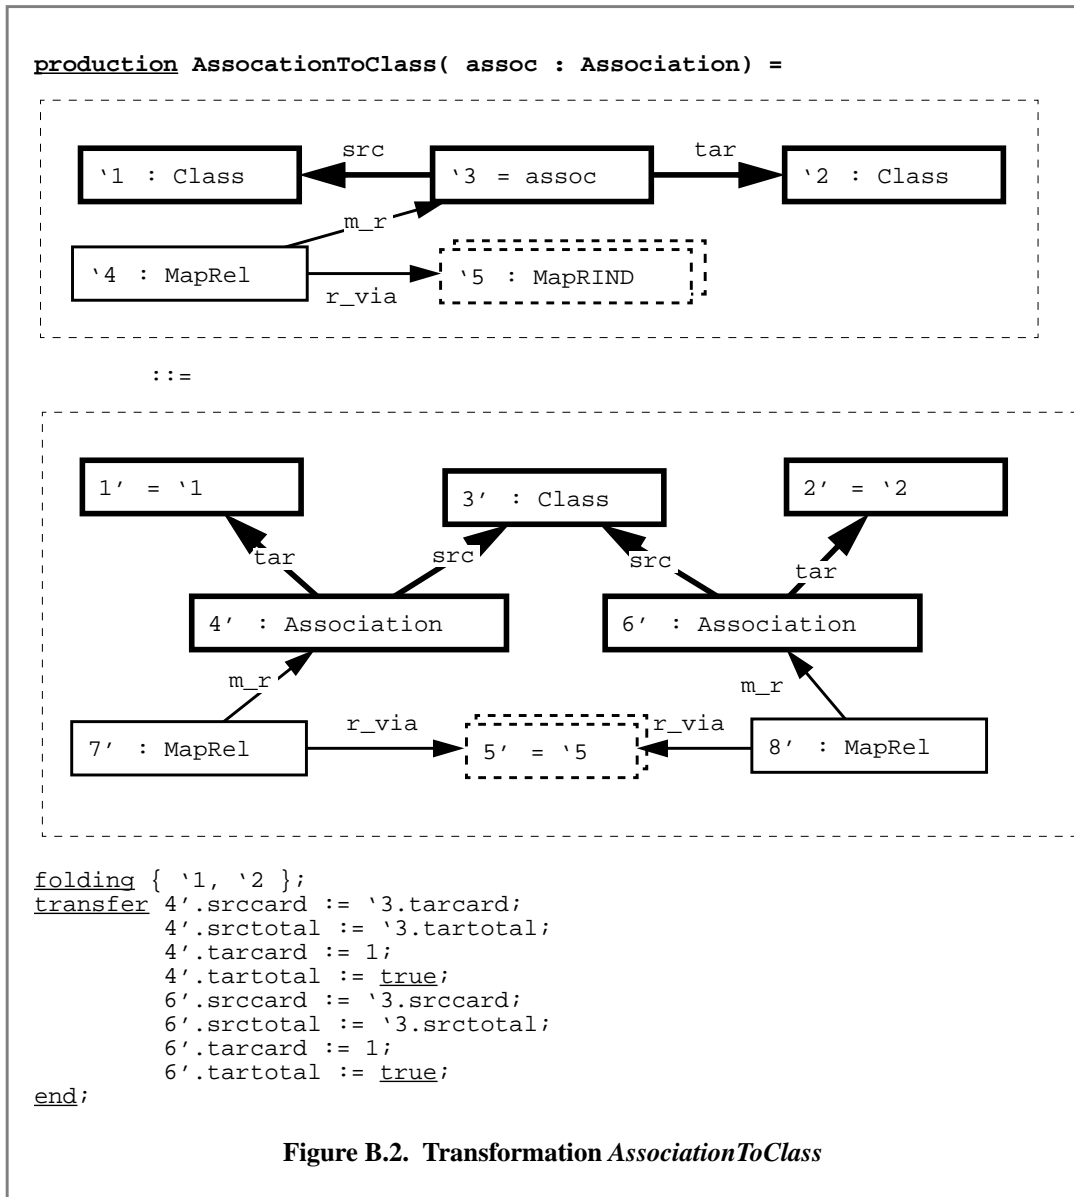 production AssocationToClass( assoc : Association) =
src
tar
‘1 : Class
‘3 = assoc
‘2 : Class
m_r
‘4 : MapRel
‘5 : MapRIND
r_via
::=
1’ = ‘1
3’ : Class
2’ = ‘2
tar
src
src
tar
4’ : Association
6’ : Association
m_r
m_r
r_via
r_via
7’ : MapRel
5’ = ‘5
8’ : MapRel
folding { ‘1, ‘2 };
transfer 4’.srccard := ‘3.tarcard;
4’.srctotal := ‘3.tartotal;
4’.tarcard := 1;
4’.tartotal := true;
6’.srccard := ‘3.srccard;
6’.srctotal := ‘3.srctotal;
6’.tarcard := 1;
6’.tartotal := true;
end;
Figure B.2. Transformation AssociationToClass